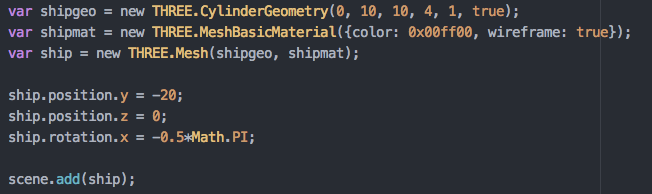 var shipgeo = new THREE.CylinderGeometry(0, 10, 10, 4, 1, true);
var shipmat = new THREE.MeshBasicMaterial({color: 0x00ff00, wireframe: true});
var ship = new THREE.Mesh(shipgeo, shipmat);
ship.position.y = -20;
ship.position.z = 0;
ship.rotation.x = -0.5*Math.PI;
scene.add(ship);